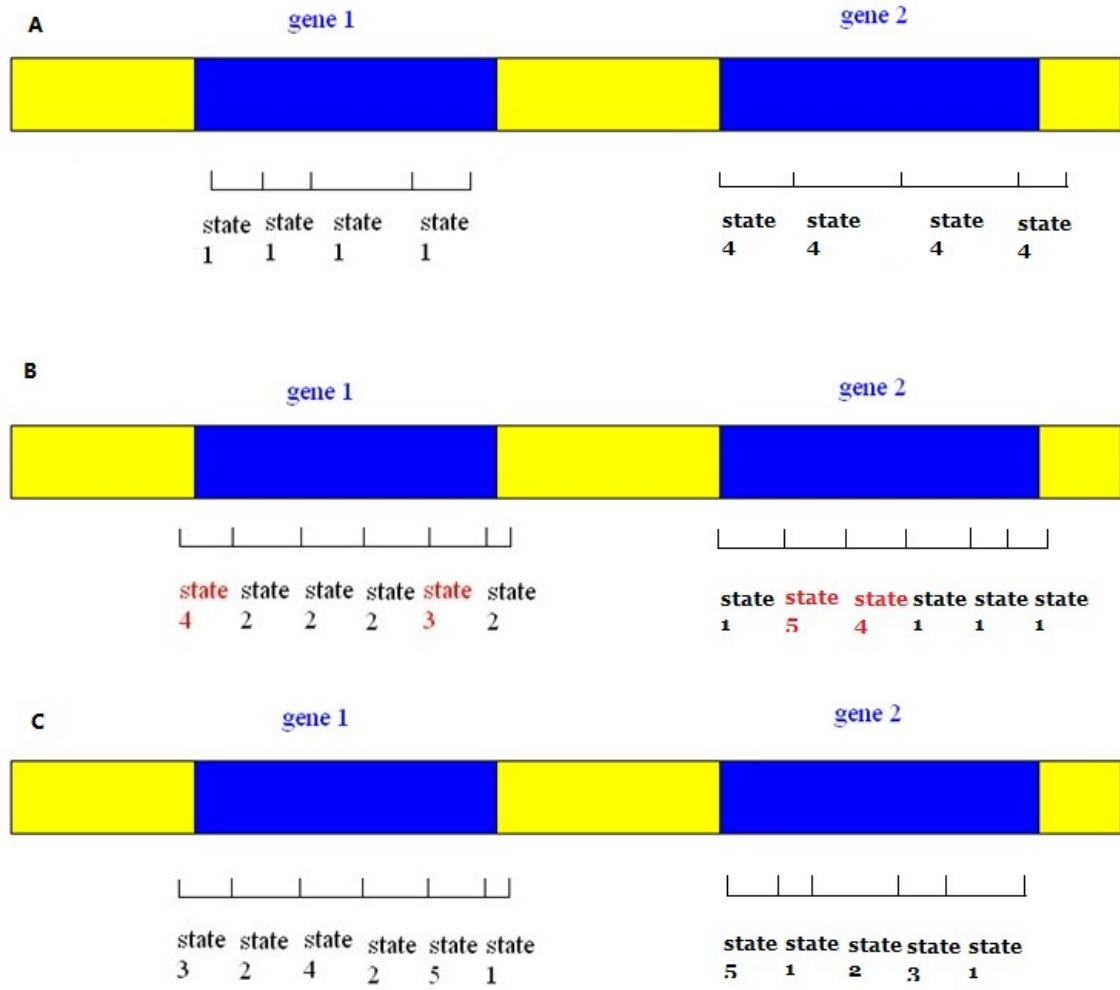 A
gene 1
gene 2
state state state state
1 1 1 1
state state state state
4 4 4 4
B
gene 1
gene 2
state state state state state state
4 2 2 2 3 2
state state state state state state
1 5 4 1 1 1
C
gene 1
gene 2
state state state state state state
3 2 4 2 5 1
state state state state state
5 1 2 3 1